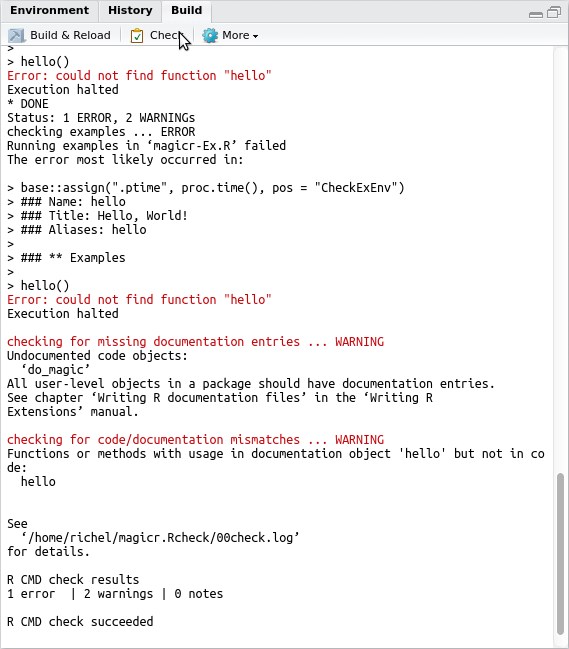 Environment History Build
Build & Reload Check More
>
> hello()
Error: could not find function "hello"
Execution halted
* DONE
Status: 1 ERROR, 2 WARNINGs
checking examples ... ERROR
Running examples in ‘magicr-Ex.R’ failed
The error most likely occurred in:
> base::assign(".ptime", proc.time(), pos = "CheckExEnv")
> ### Name: hello
> ### Title: Hello, World!
> ### Aliases: hello
>
> ### ** Examples
>
> hello()
Error: could not find function "hello"
Execution halted
checking for missing documentation entries ... WARNING
Undocumented code objects:
‘do_magic’
All user-level objects in a package should have documentation entries.
See chapter ‘Writing R documentation files’ in the ‘Writing R
Extensions’ manual.
checking for code/documentation mismatches ... WARNING
Functions or methods with usage in documentation object 'hello' but not in co
de:
hello
See
‘/home/richel/magicr.Rcheck/00check.log’
for details.
R CMD check results
1 error  | 2 warnings | 0 notes
R CMD check succeeded